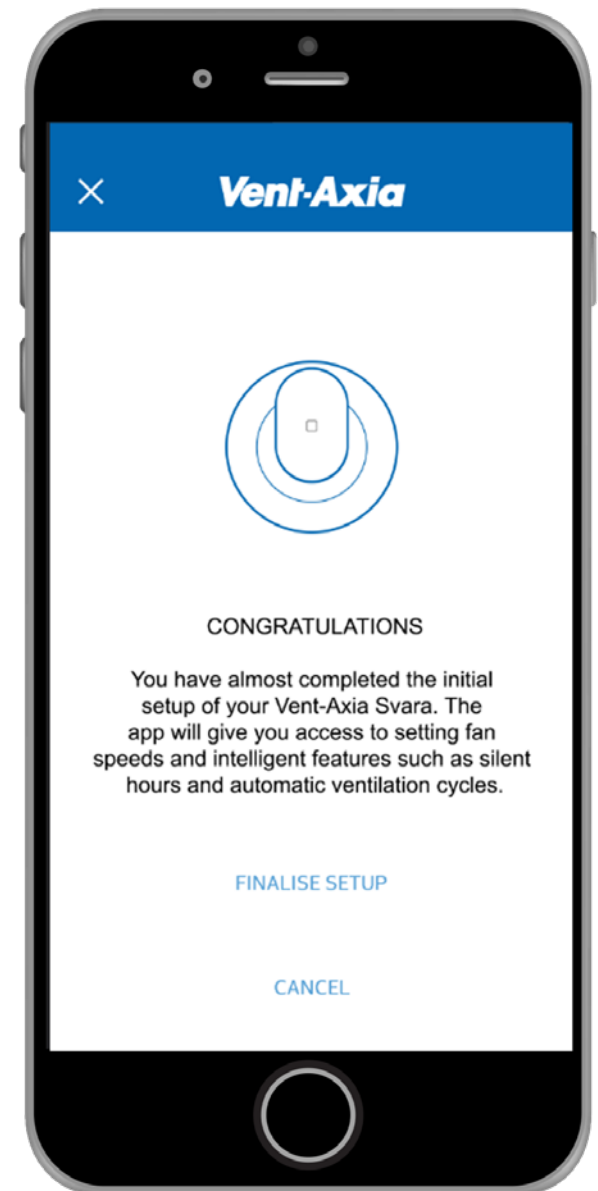 Vent-Axia
CONGRATULATIONS
You have almost completed the initial
setup of your Vent-Axia Svara. The
app will give you access to setting fan
speeds and intelligent features such as silent
hours and automatic ventilation cycles.
FINALISE SETUP
CANCEL